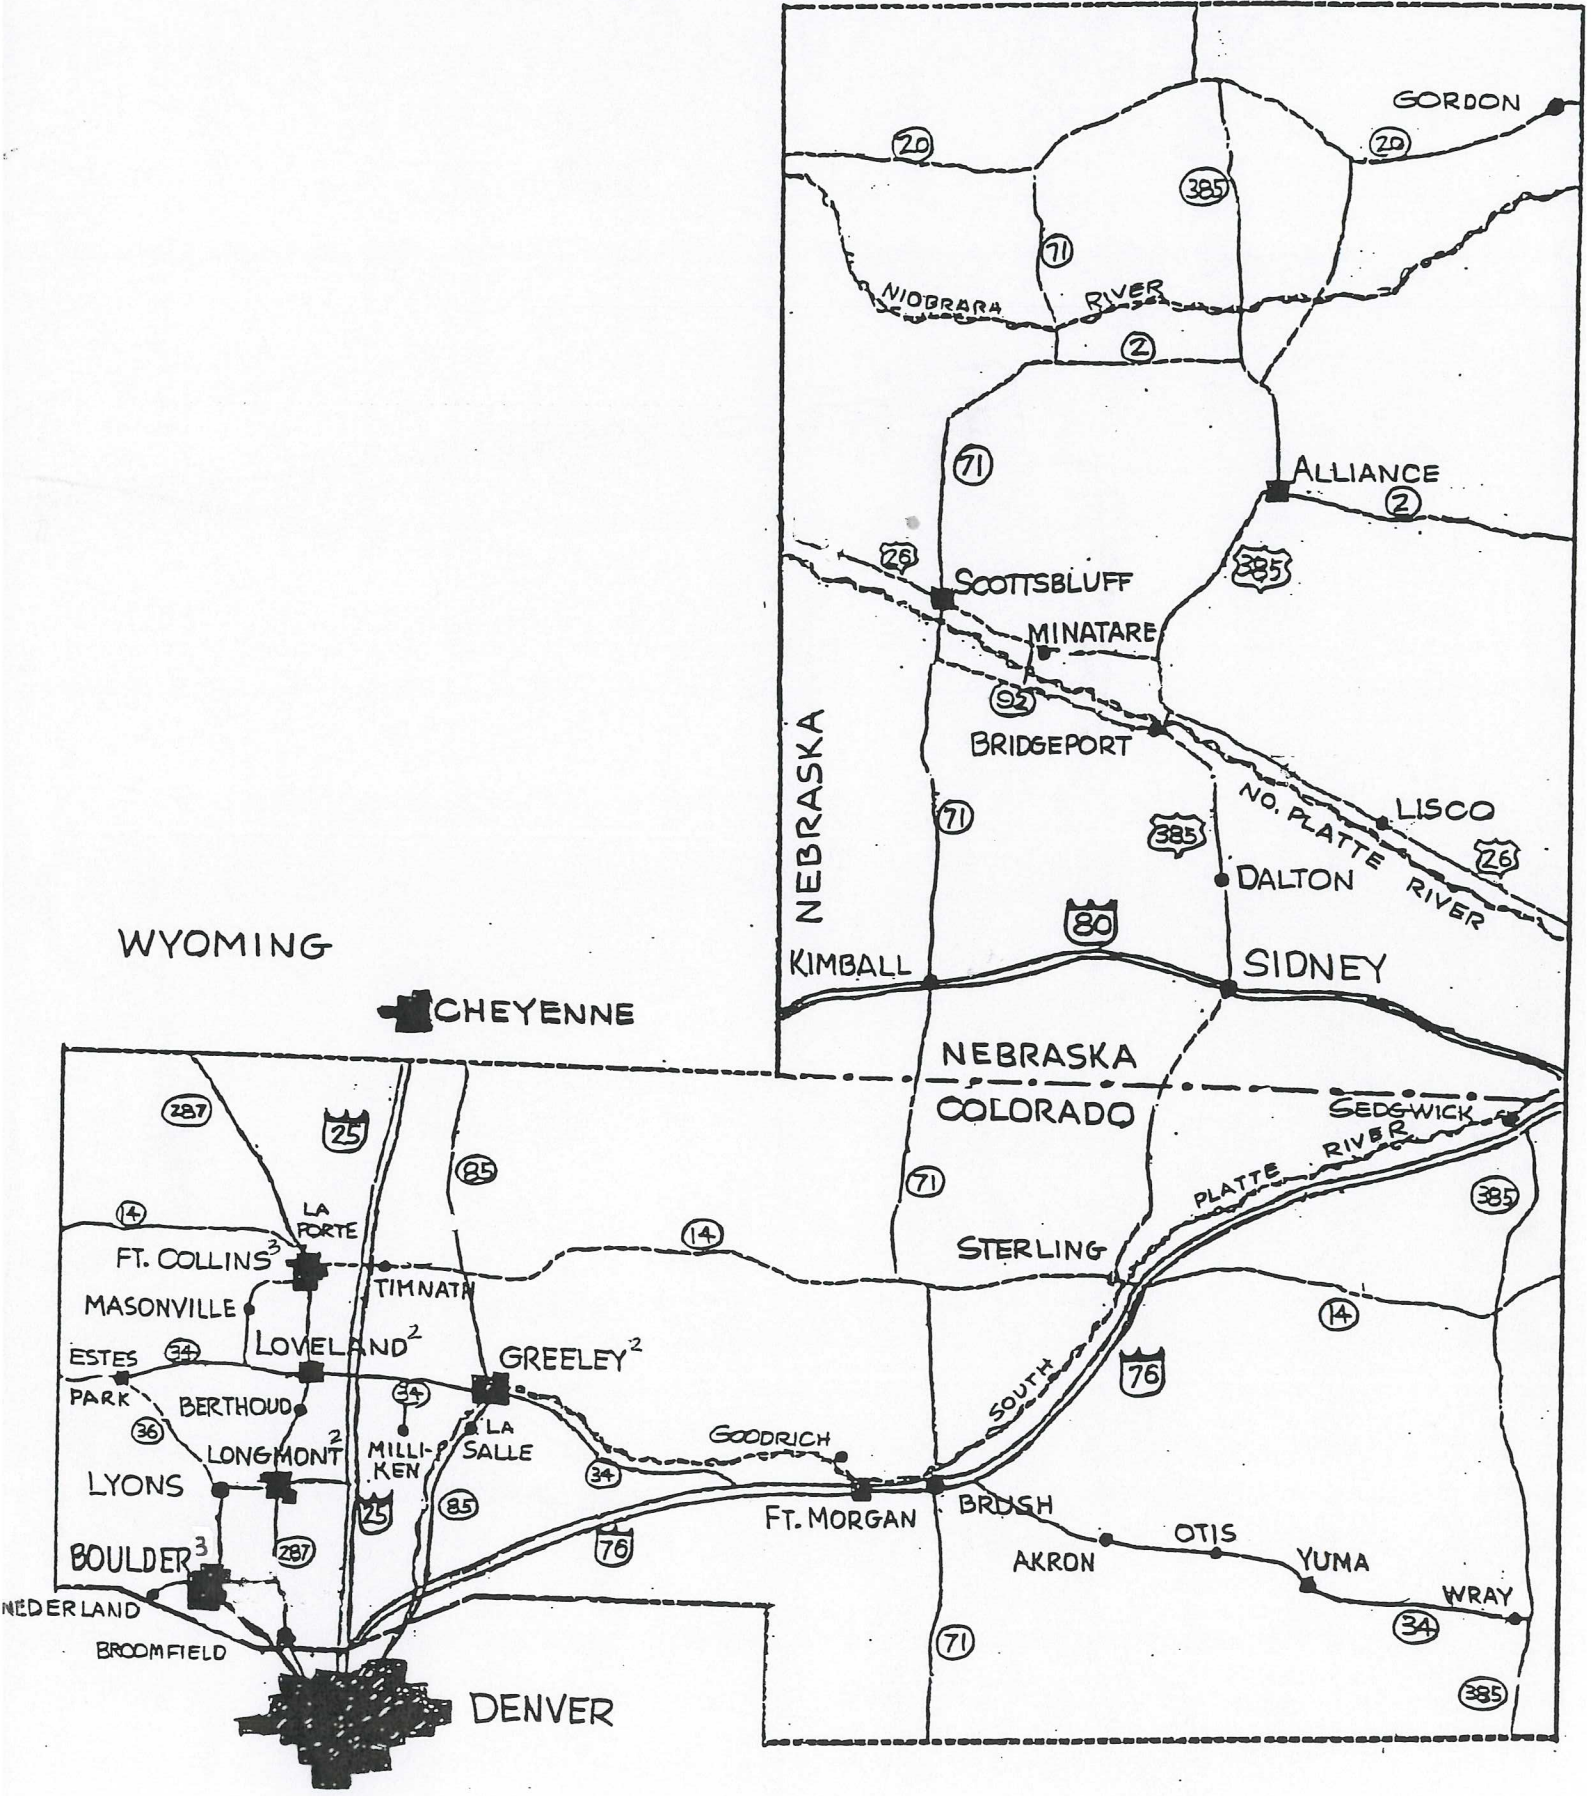 GORDON
20
20
385
71
NIOBRARA RIVER
2
71
ALLIANCE
2
26
385
SCOTTSBLUFF
MINATARE
92
BRIDGEPORT
NEBRASKA
71
385
NO. PLATTE RIVER
LISCO
26
DALTON
80
KIMBALL
SIDNEY
WYOMING
CHEYENNE
NEBRASKA
COLORADO
SEDGWICK
287
25
85
71
SOUTH PLATTE RIVER
385
14
LA
PORTE
14
STERLING
FT. COLLINS3
TIMNATH
MASONVILLE
14
LOVELAND2
34
ESTES
PARK
GREELEY2
34
76
BERTHOUD
36
LONGMONT2
MILLI-
KEN
LA
SALLE
GOODRICH
LYONS
34
25
85
FT. MORGAN
BRUSH
BOULDER3
287
76
AKRON
OTIS
YUMA
WRAY
NEDERLAND
34
BROOMFIELD
71
385
DENVER